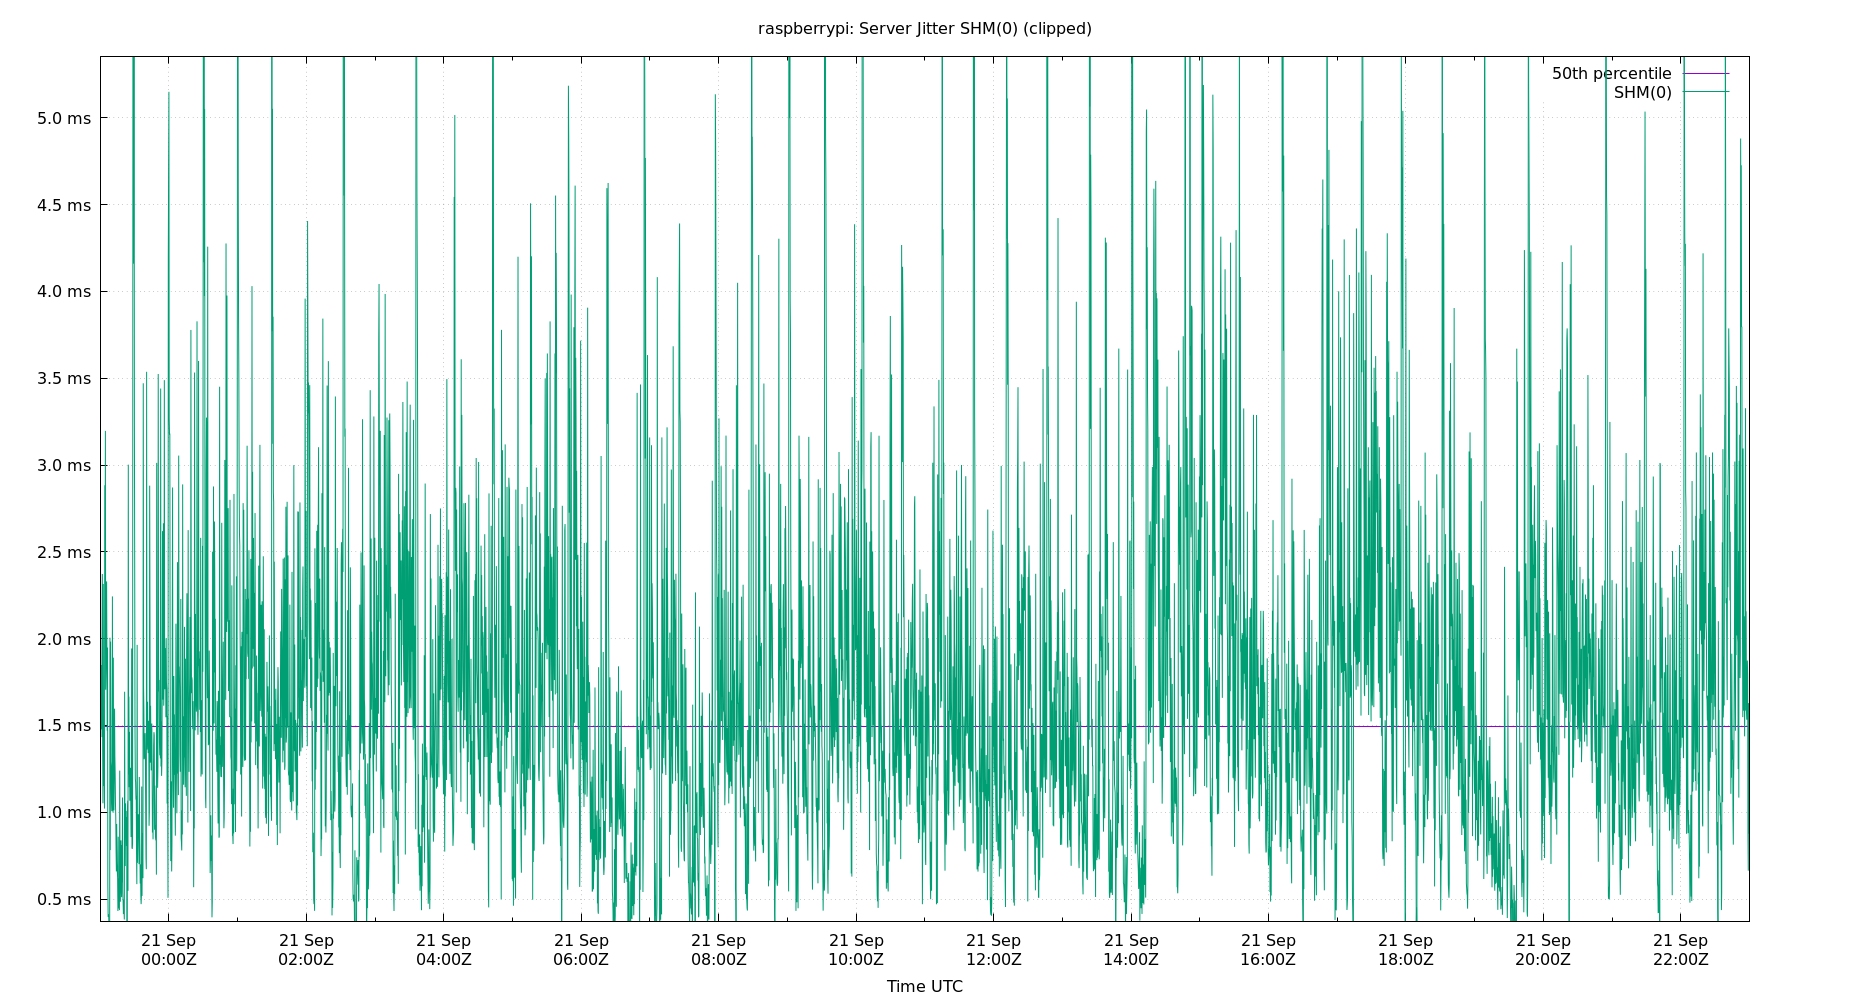 raspberrypi: Server Jitter SHM(0) (clipped)
50th percentile
SHM(0)
5.0 ms
4.5 ms
4.0 ms
3.5 ms
3.0 ms
2.5 ms
2.0 ms
1.5 ms
1.0 ms
0.5 ms
21 Sep 21 Sep 21 Sep 21 Sep 21 Sep 21 Sep 21 Sep 21 Sep 21 Sep 21 Sep 21 Sep 21 Sep
00:00Z 02:00Z 04:00Z 06:00Z 08:00Z 10:00Z 12:00Z 14:00Z 16:00Z 18:00Z 20:00Z 22:00Z
Time UTC